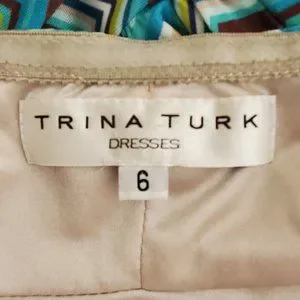 TRINA TURK
DRESSES
6